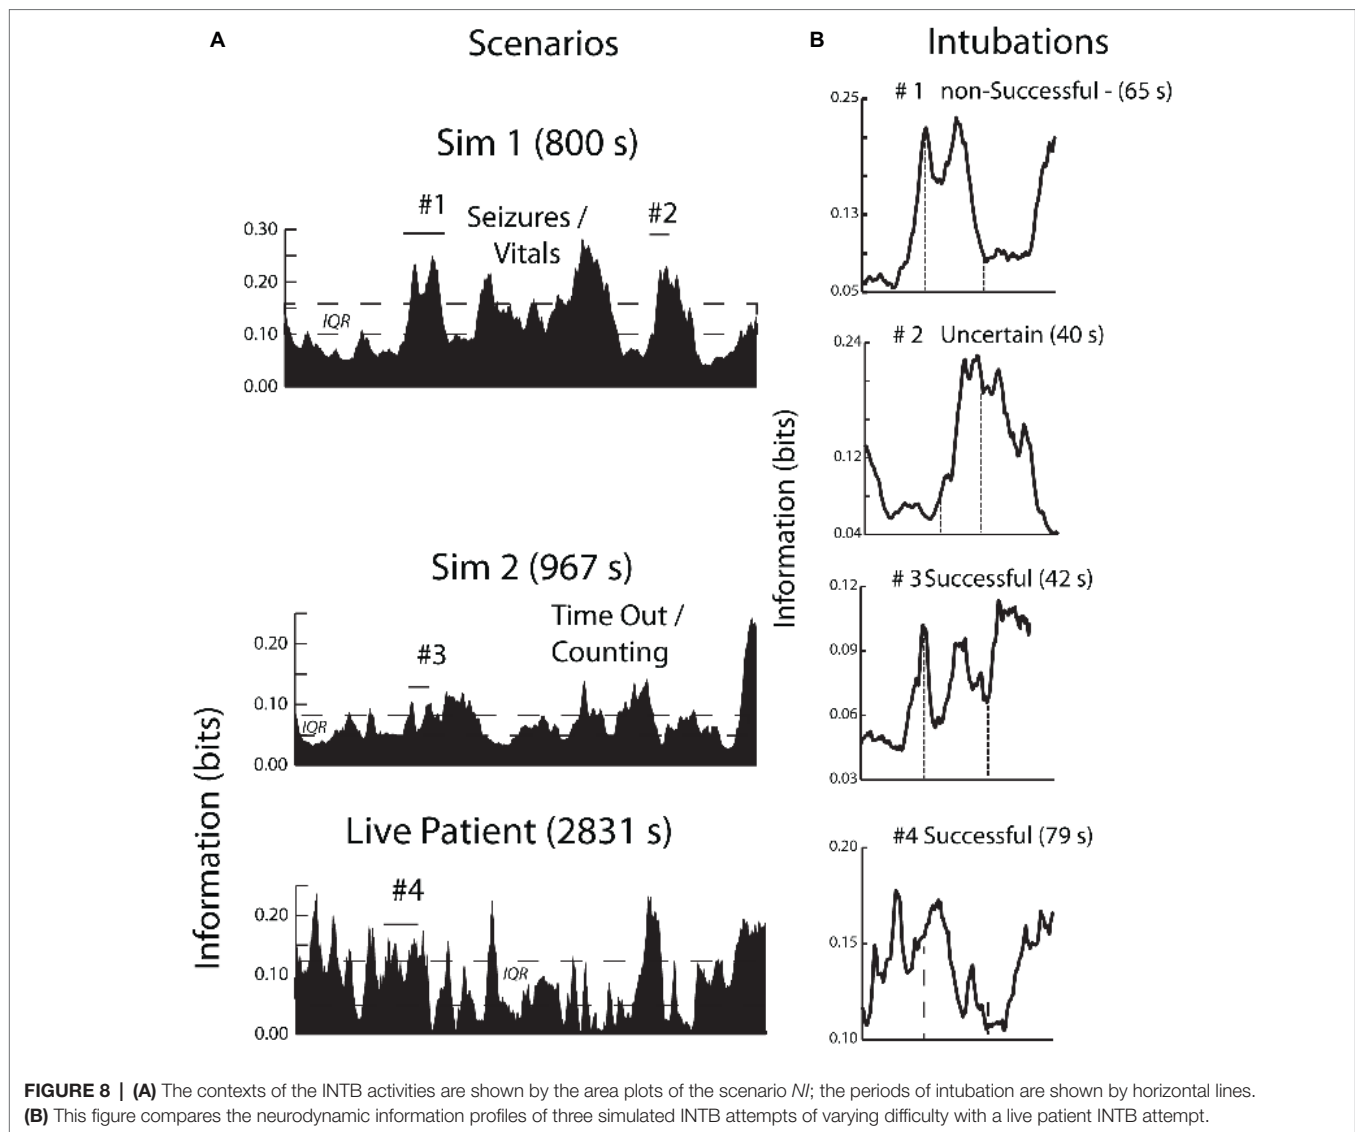 A
Scenarios
Sim 1 (800 s)
#1
Seizures /
Vitals
#2
0.30
0.20
0.10
0.00
IQR
Sim 2 (967 s)
Time Out /
Counting
#3
0.20
0.10
0.00
IQR
Information (bits)
Live Patient (2831 s)
#4
0.20
0.10
0.00
IQR
B
Intubations
# 1 non-Successful - (65 s)
0.25
0.13
0.05
# 2 Uncertain (40 s)
0.24
0.12
0.04
Information (bits)
# 3 Successful (42 s)
0.12
0.09
0.06
0.03
#4 Successful (79 s)
0.20
0.15
0.10
FIGURE 8 | (A) The contexts of the INTB activities are shown by the area plots of the scenario NI; the periods of intubation are shown by horizontal lines.
(B) This figure compares the neurodynamic information profiles of three simulated INTB attempts of varying difficulty with a live patient INTB attempt.